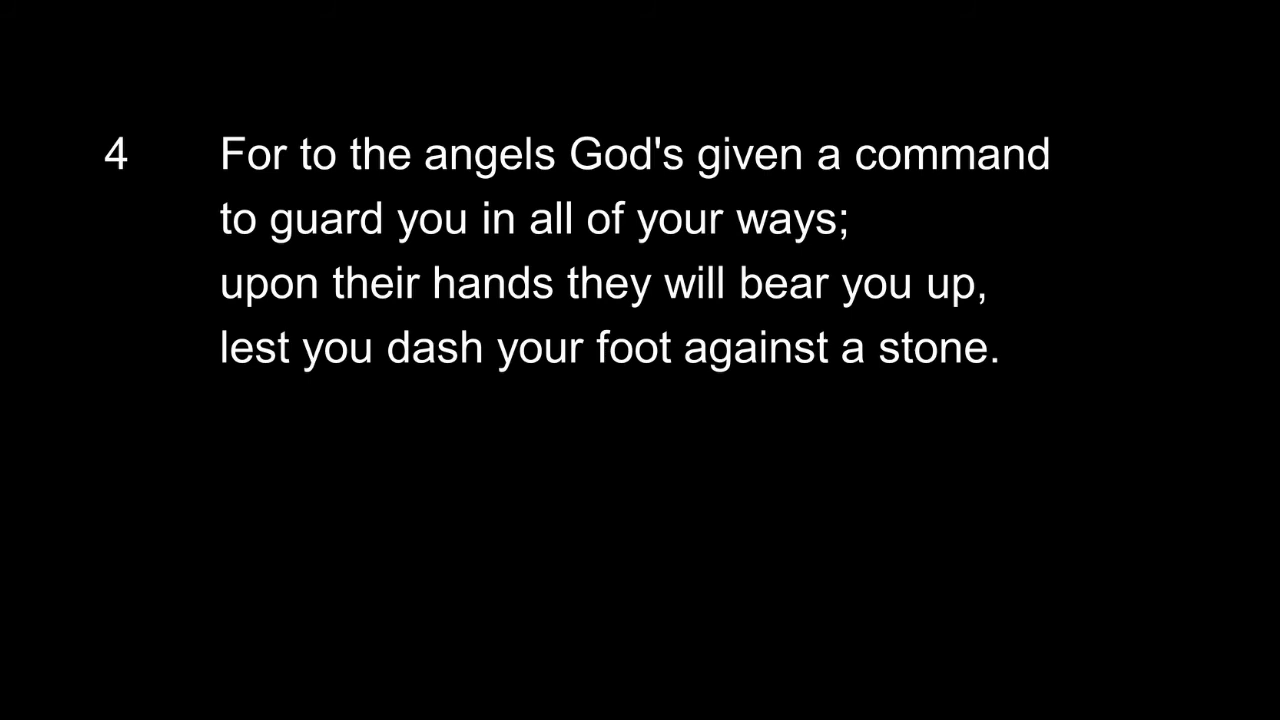 4 For to the angels God's given a command
to guard you in all of your ways;
upon their hands they will bear you up,
lest you dash your foot against a stone.